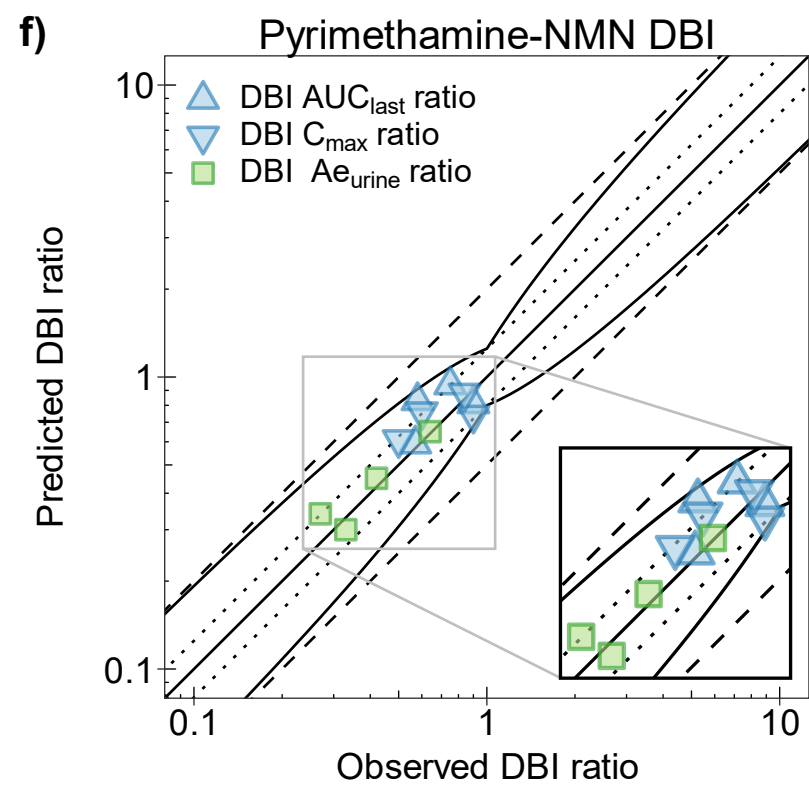 f)
Pyrimethamine-NMN DBI
10
DBI AUClast ratio
DBI Cmax ratio
DBI Aeurine ratio
Predicted DBI ratio
1
0.1
0.1 1 10
Observed DBI ratio